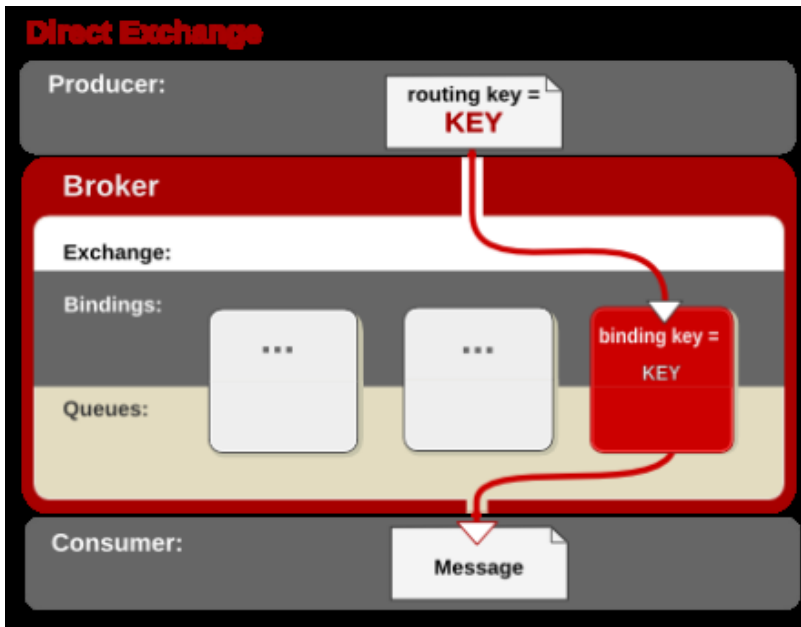 Direct Exchange
Producer:
routing key =
KEY
Broker
Exchange:
Bindings:
...
...
binding key =
KEY
Queues:
Consumer:
Message